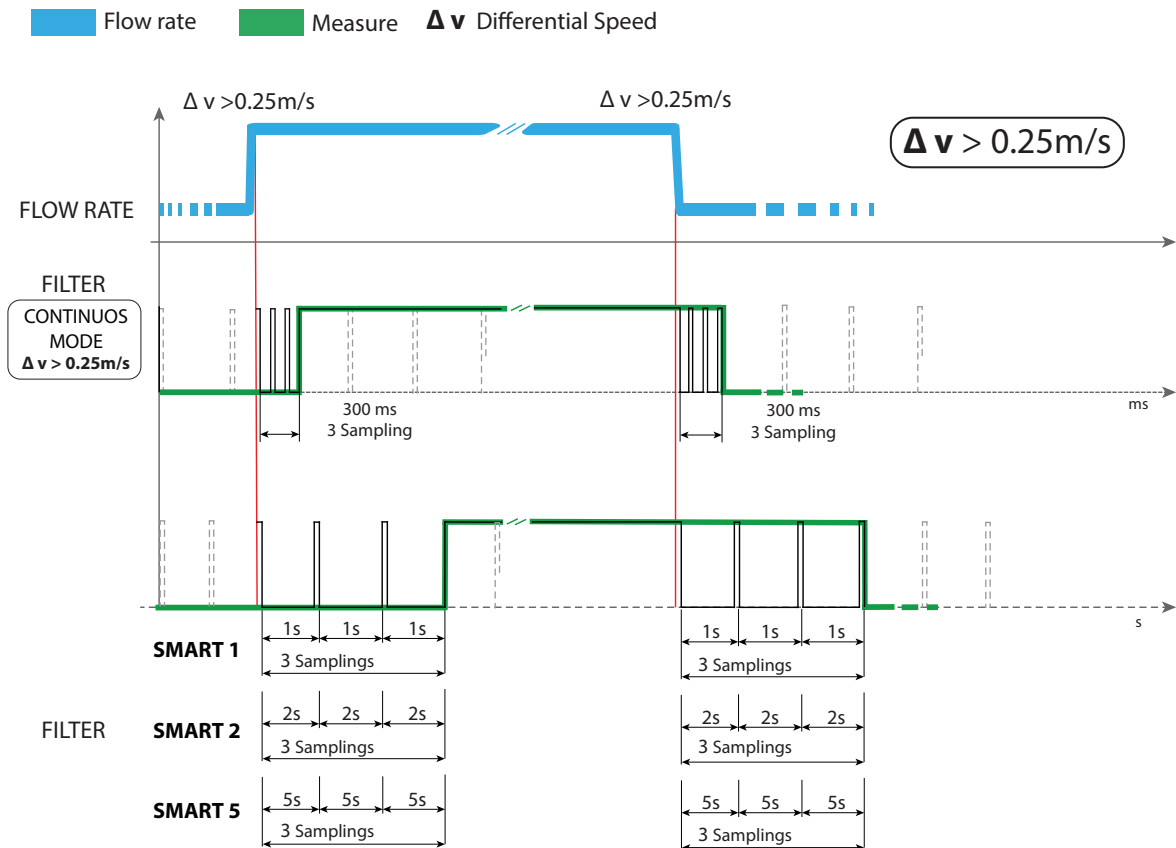 Flow rate Measure Δ v Differential Speed
Δ v >0.25m/s Δ v >0.25m/s
Δ v > 0.25m/s
FLOW RATE
FILTER
CONTINUOS
MODE
Δ v > 0.25m/s
ms
300 ms 300 ms
3 Sampling 3 Sampling
s
1s 1s 1s 1s 1s 1s
SMART 1
3 Samplings 3 Samplings
2s 2s 2s 2s 2s 2s
FILTER SMART 2
3 Samplings 3 Samplings
5s 5s 5s 5s 5s 5s
SMART 5
3 Samplings 3 Samplings